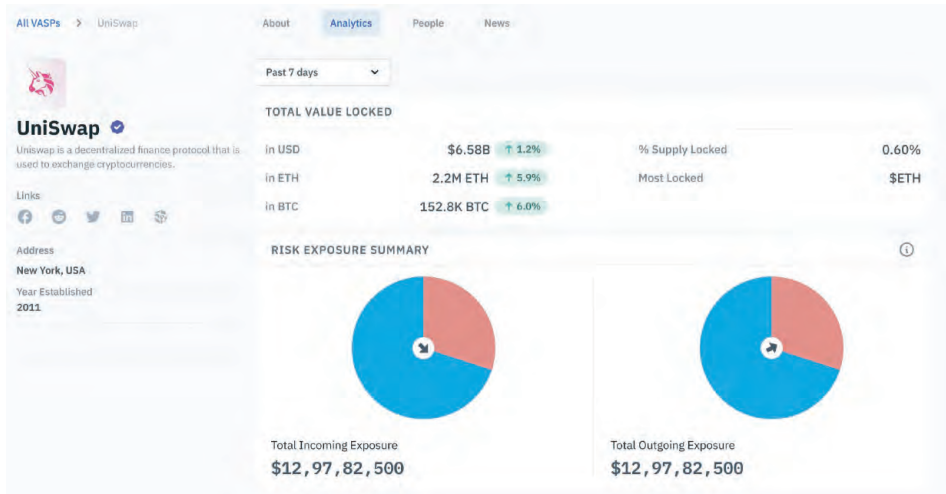 All VASPs > UniSwap
About Analytics People News
UniSwap
Uniswap is a decentralized finance protocol that is
used to exchange cryptocurrencies.
Links
Address
New York, USA
Year Established
2011
Past 7 days
TOTAL VALUE LOCKED
in USD $6.58B ↑ 1.2%
in ETH 2.2M ETH ↑ 5.9%
in BTC 152.8K BTC ↑ 6.0%
% Supply Locked 0.60%
Most Locked $ETH
RISK EXPOSURE SUMMARY
Total Incoming Exposure
$12,97,82,500
Total Outgoing Exposure
$12,97,82,500